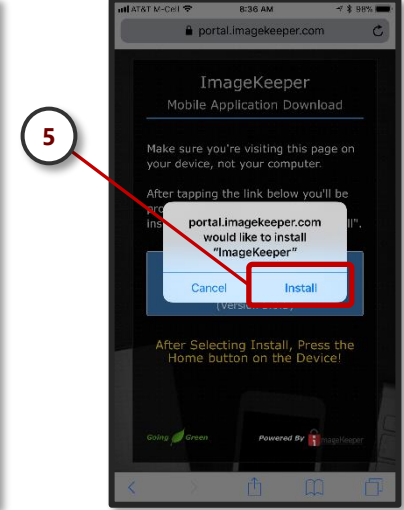 AT&T M-Cell 8:36 AM 98%
portal.imagekeeper.com
ImageKeeper
Mobile Application Download
Make sure you're visiting this page on
your device, not your computer.
After tapping the link below you'll be
5
portal.imagekeeper.com
would like to install
"ImageKeeper"
Cancel Install
(Version
After Selecting Install, Press the
Home button on the Device!
Going Green Powered By ImageKeeper